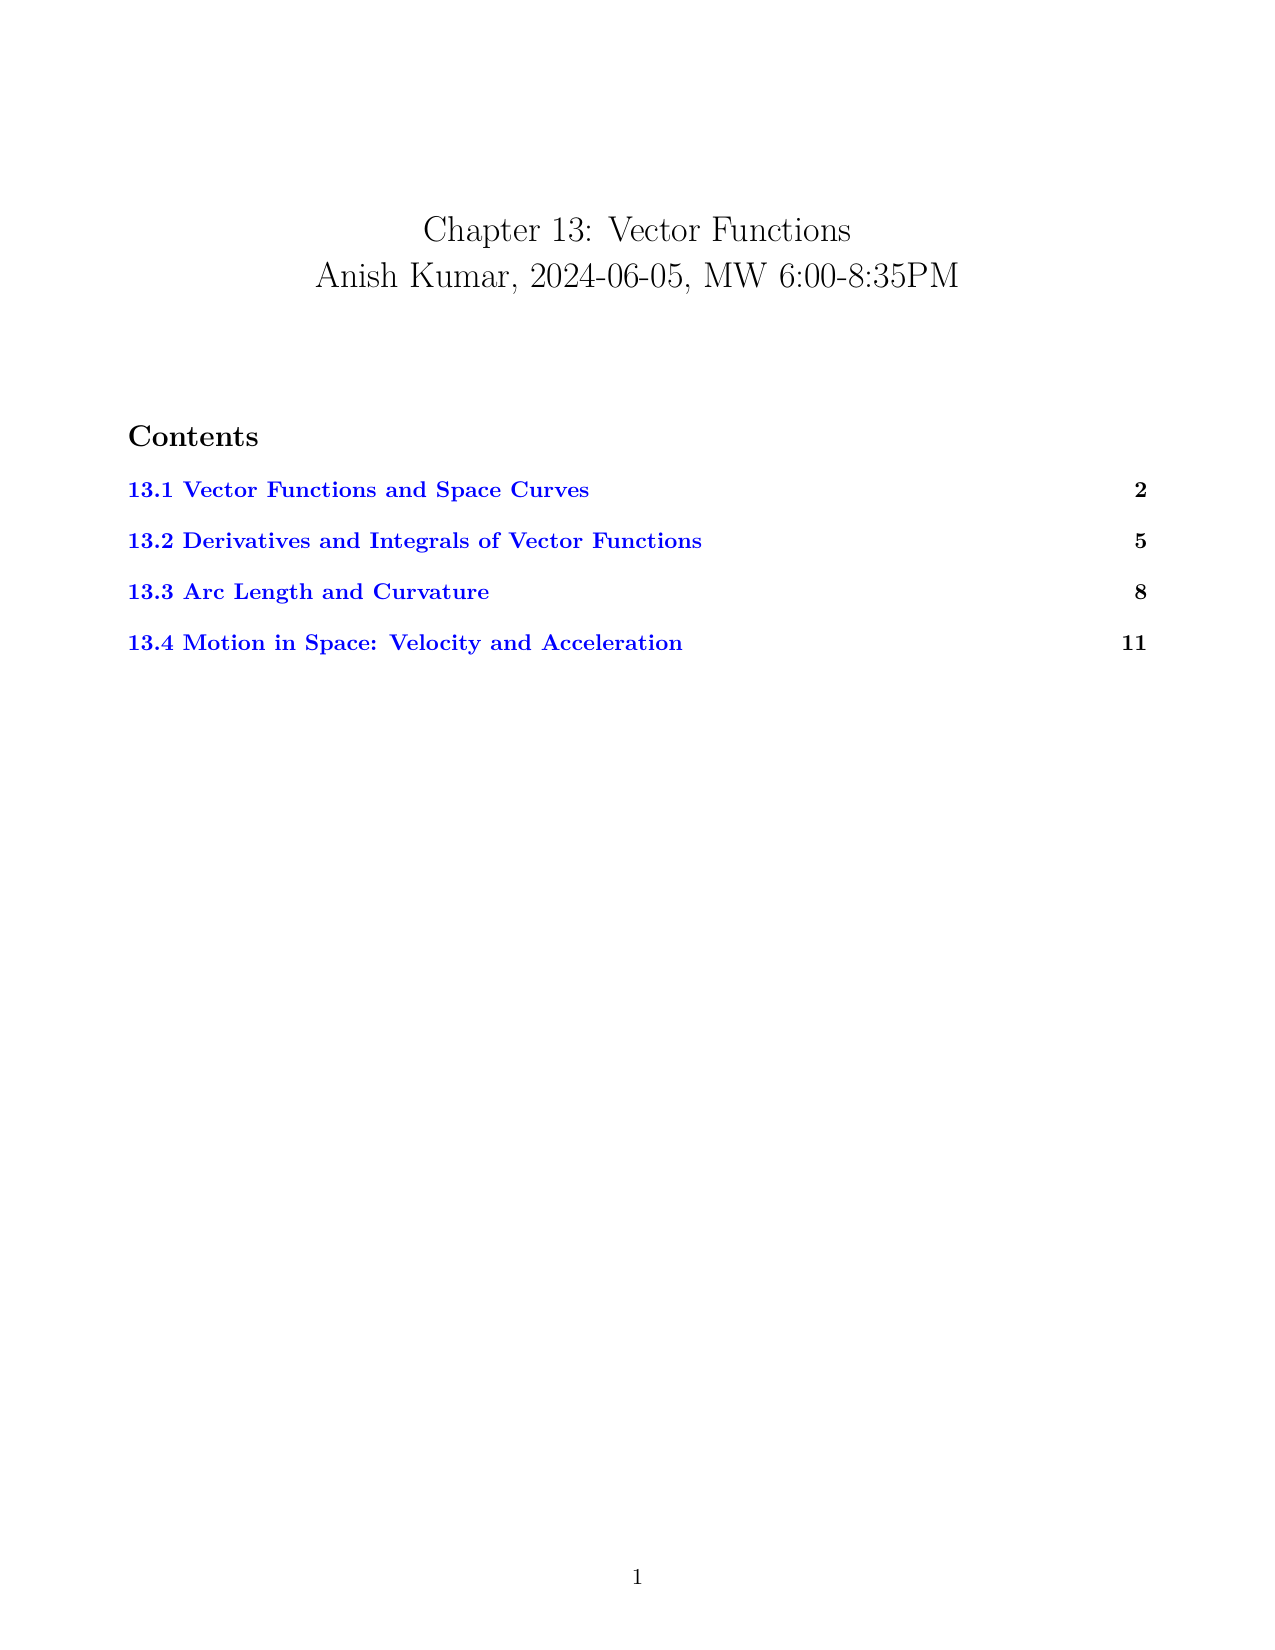 Chapter 13: Vector Functions
Anish Kumar, 2024-06-05, MW 6:00-8:35PM
Contents
13.1 Vector Functions and Space Curves 2
13.2 Derivatives and Integrals of Vector Functions 5
13.3 Arc Length and Curvature 8
13.4 Motion in Space: Velocity and Acceleration 11
1